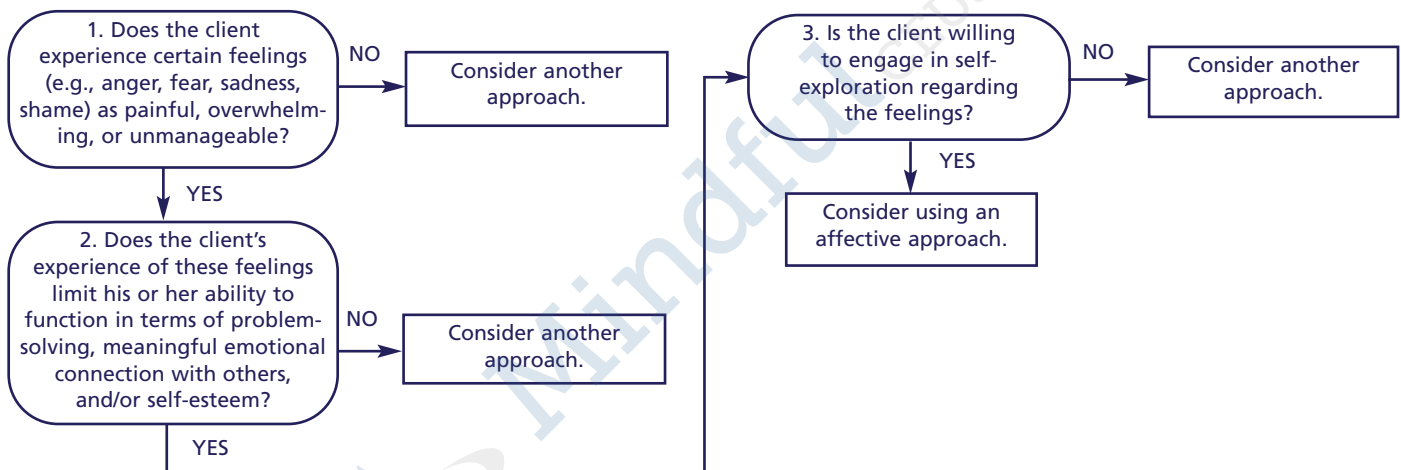 1. Does the client
experience certain feelings
(e.g., anger, fear, sadness,
shame) as painful, overwhelm-
ing, or unmanageable?
NO
Consider another
approach.
YES
2. Does the client’s
experience of these feelings
limit his or her ability to
function in terms of problem-
solving, meaningful emotional
connection with others,
and/or self-esteem?
NO
Consider another
approach.
YES
3. Is the client willing
to engage in self-
exploration regarding
the feelings?
NO
Consider another
approach.
YES
Consider using an
affective approach.
Mindful